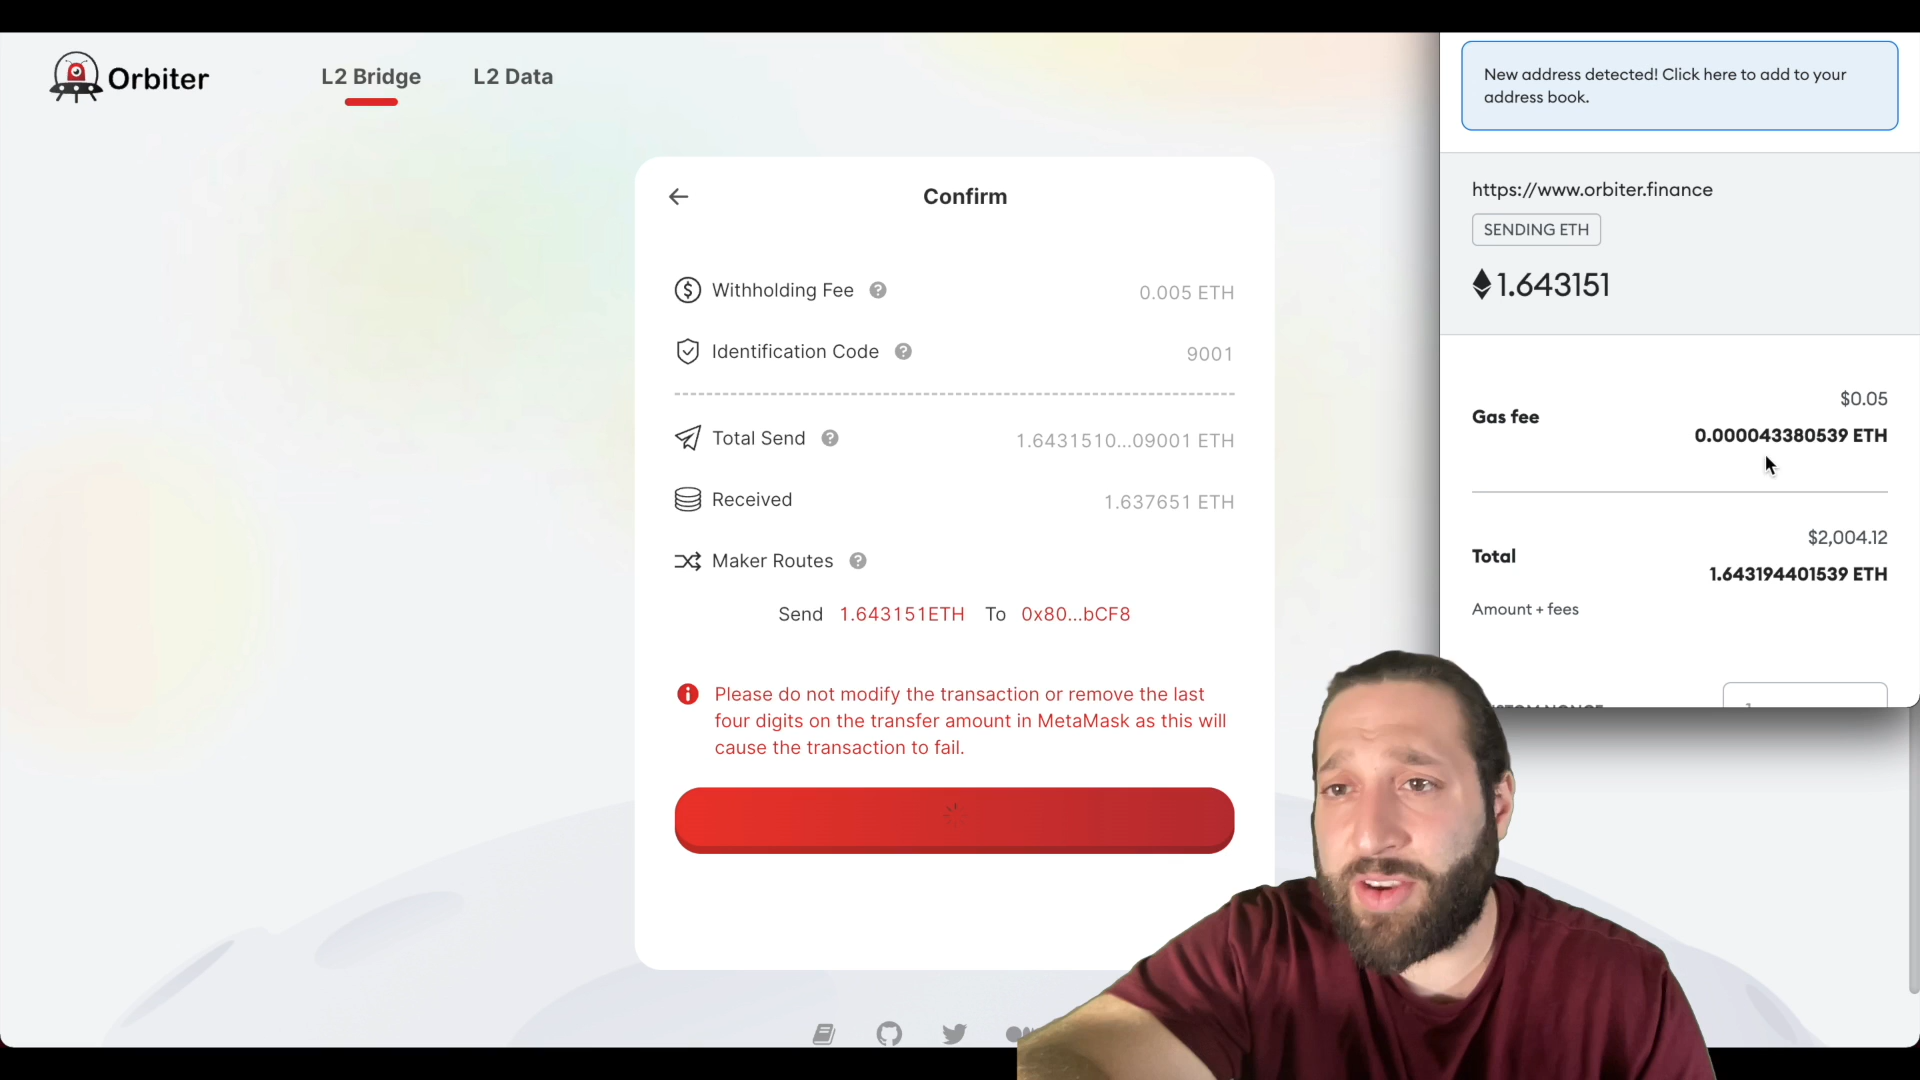 Orbiter
L2 Bridge
L2 Data
Confirm
Withholding Fee
0.005 ETH
Identification Code
9001
Total Send
1.6431510...09001 ETH
Received
1.637651 ETH
Maker Routes
Send 1.643151ETH To 0x80...bCF8
Please do not modify the transaction or remove the last
four digits on the transfer amount in MetaMask as this will
cause the transaction to fail.
New address detected! Click here to add to your
address book.
https://www.orbiter.finance
SENDING ETH
1.643151
$0.05
Gas fee
0.000043380539 ETH
$2,004.12
Total
1.643194401539 ETH
Amount + fees